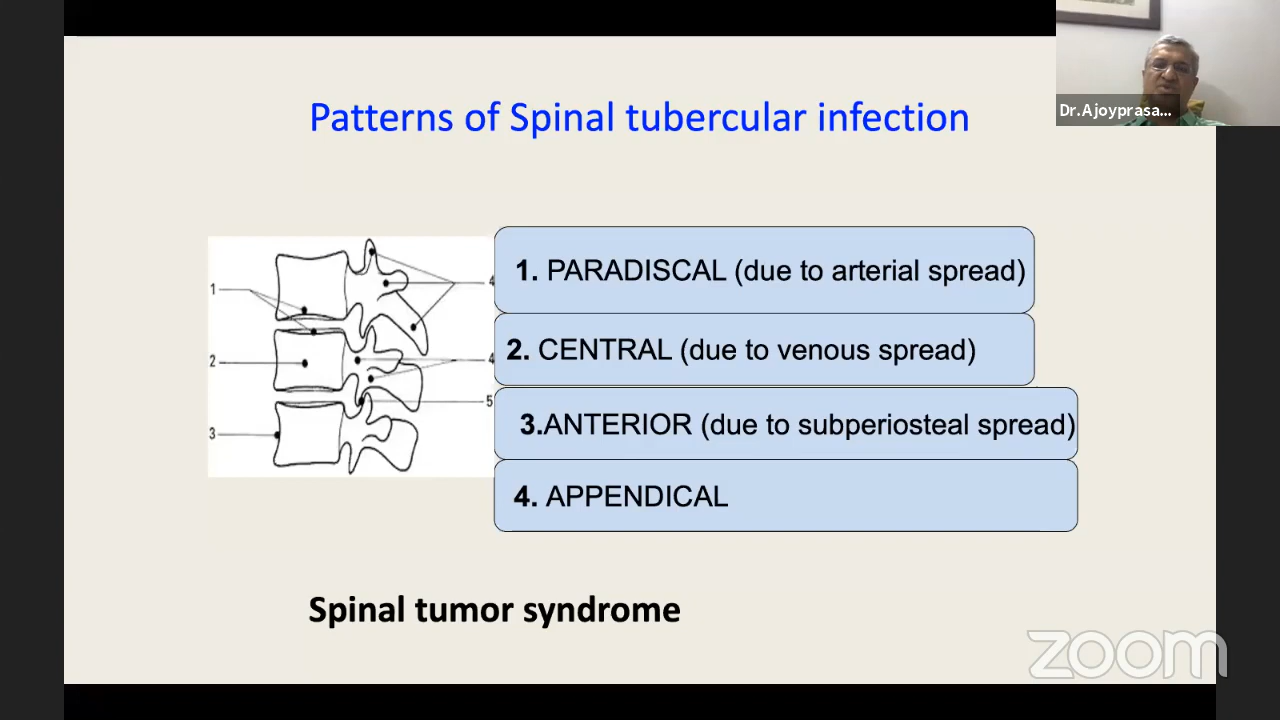 Patterns of Spinal tubercular infection
Dr.Ajoyprasa...
1
2
3
4
4
5
1. PARADISCAL (due to arterial spread)
2. CENTRAL (due to venous spread)
3.ANTERIOR (due to subperiosteal spread)
4. APPENDICAL
Spinal tumor syndrome
zoom